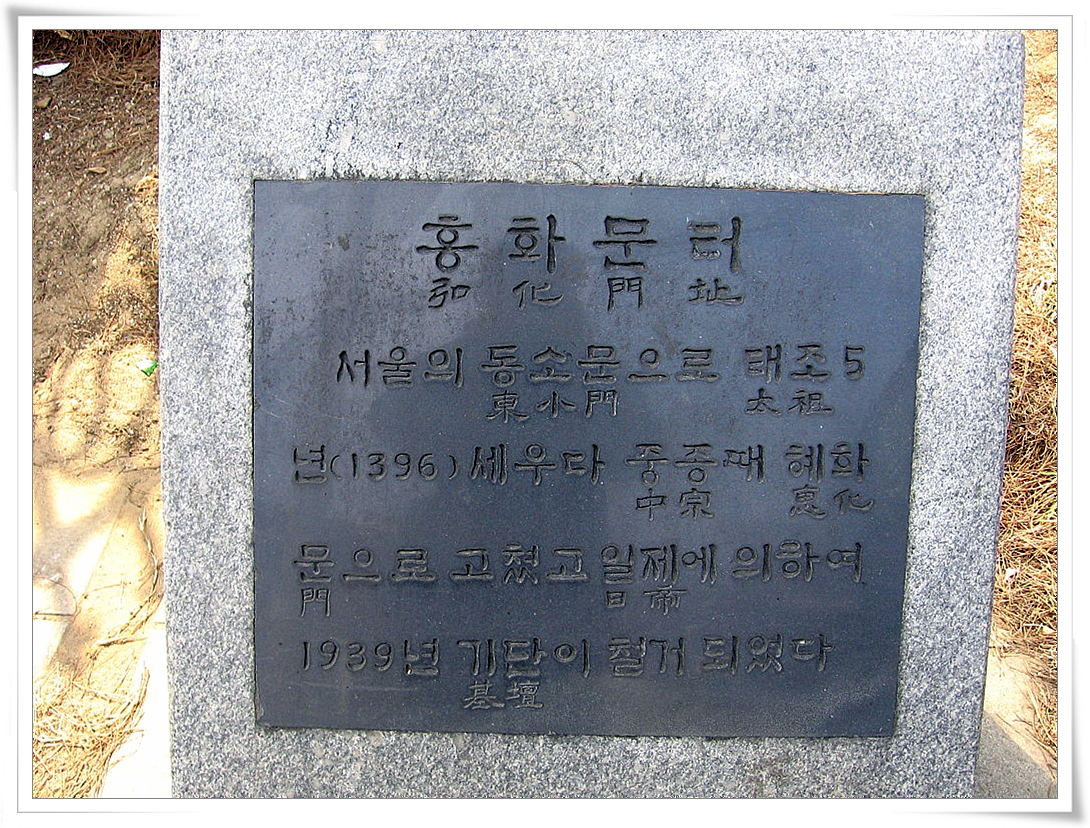 홍화문터
弘化門址
서울의 동소문으로 태조5
東小門 太祖
년(1396)세우다 중종때 혜화
中宗 惠化
문으로 고쳤고 일제에 의하여
門 日帝
1939년 기단이 철거 되었다
基壇